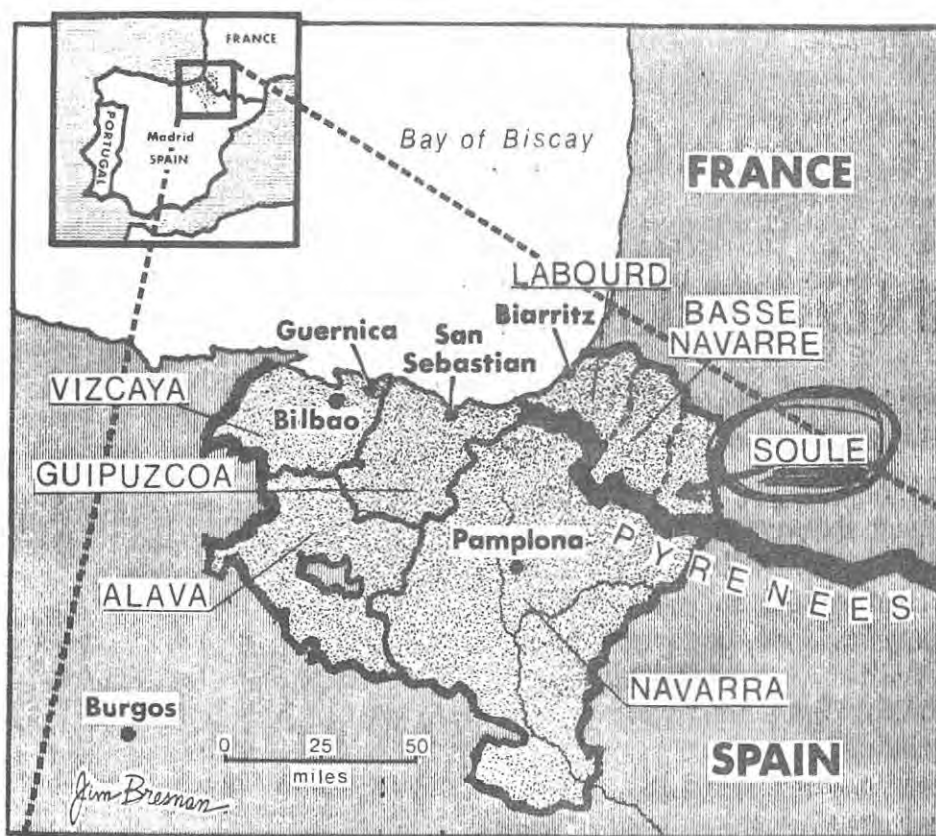 FRANCE
PORTUGAL
Madrid
SPAIN
Bay of Biscay
FRANCE
LABOURD
Biarritz
BASSE
NAVARRE
Guernica
San
Sebastian
VIZCAYA
Bilbao
SOULE
GUIPUZCOA
Pamplona
PYRENEES
ALAVA
NAVARRA
Burgos
0 25 50
miles
SPAIN
Jim Bresnan